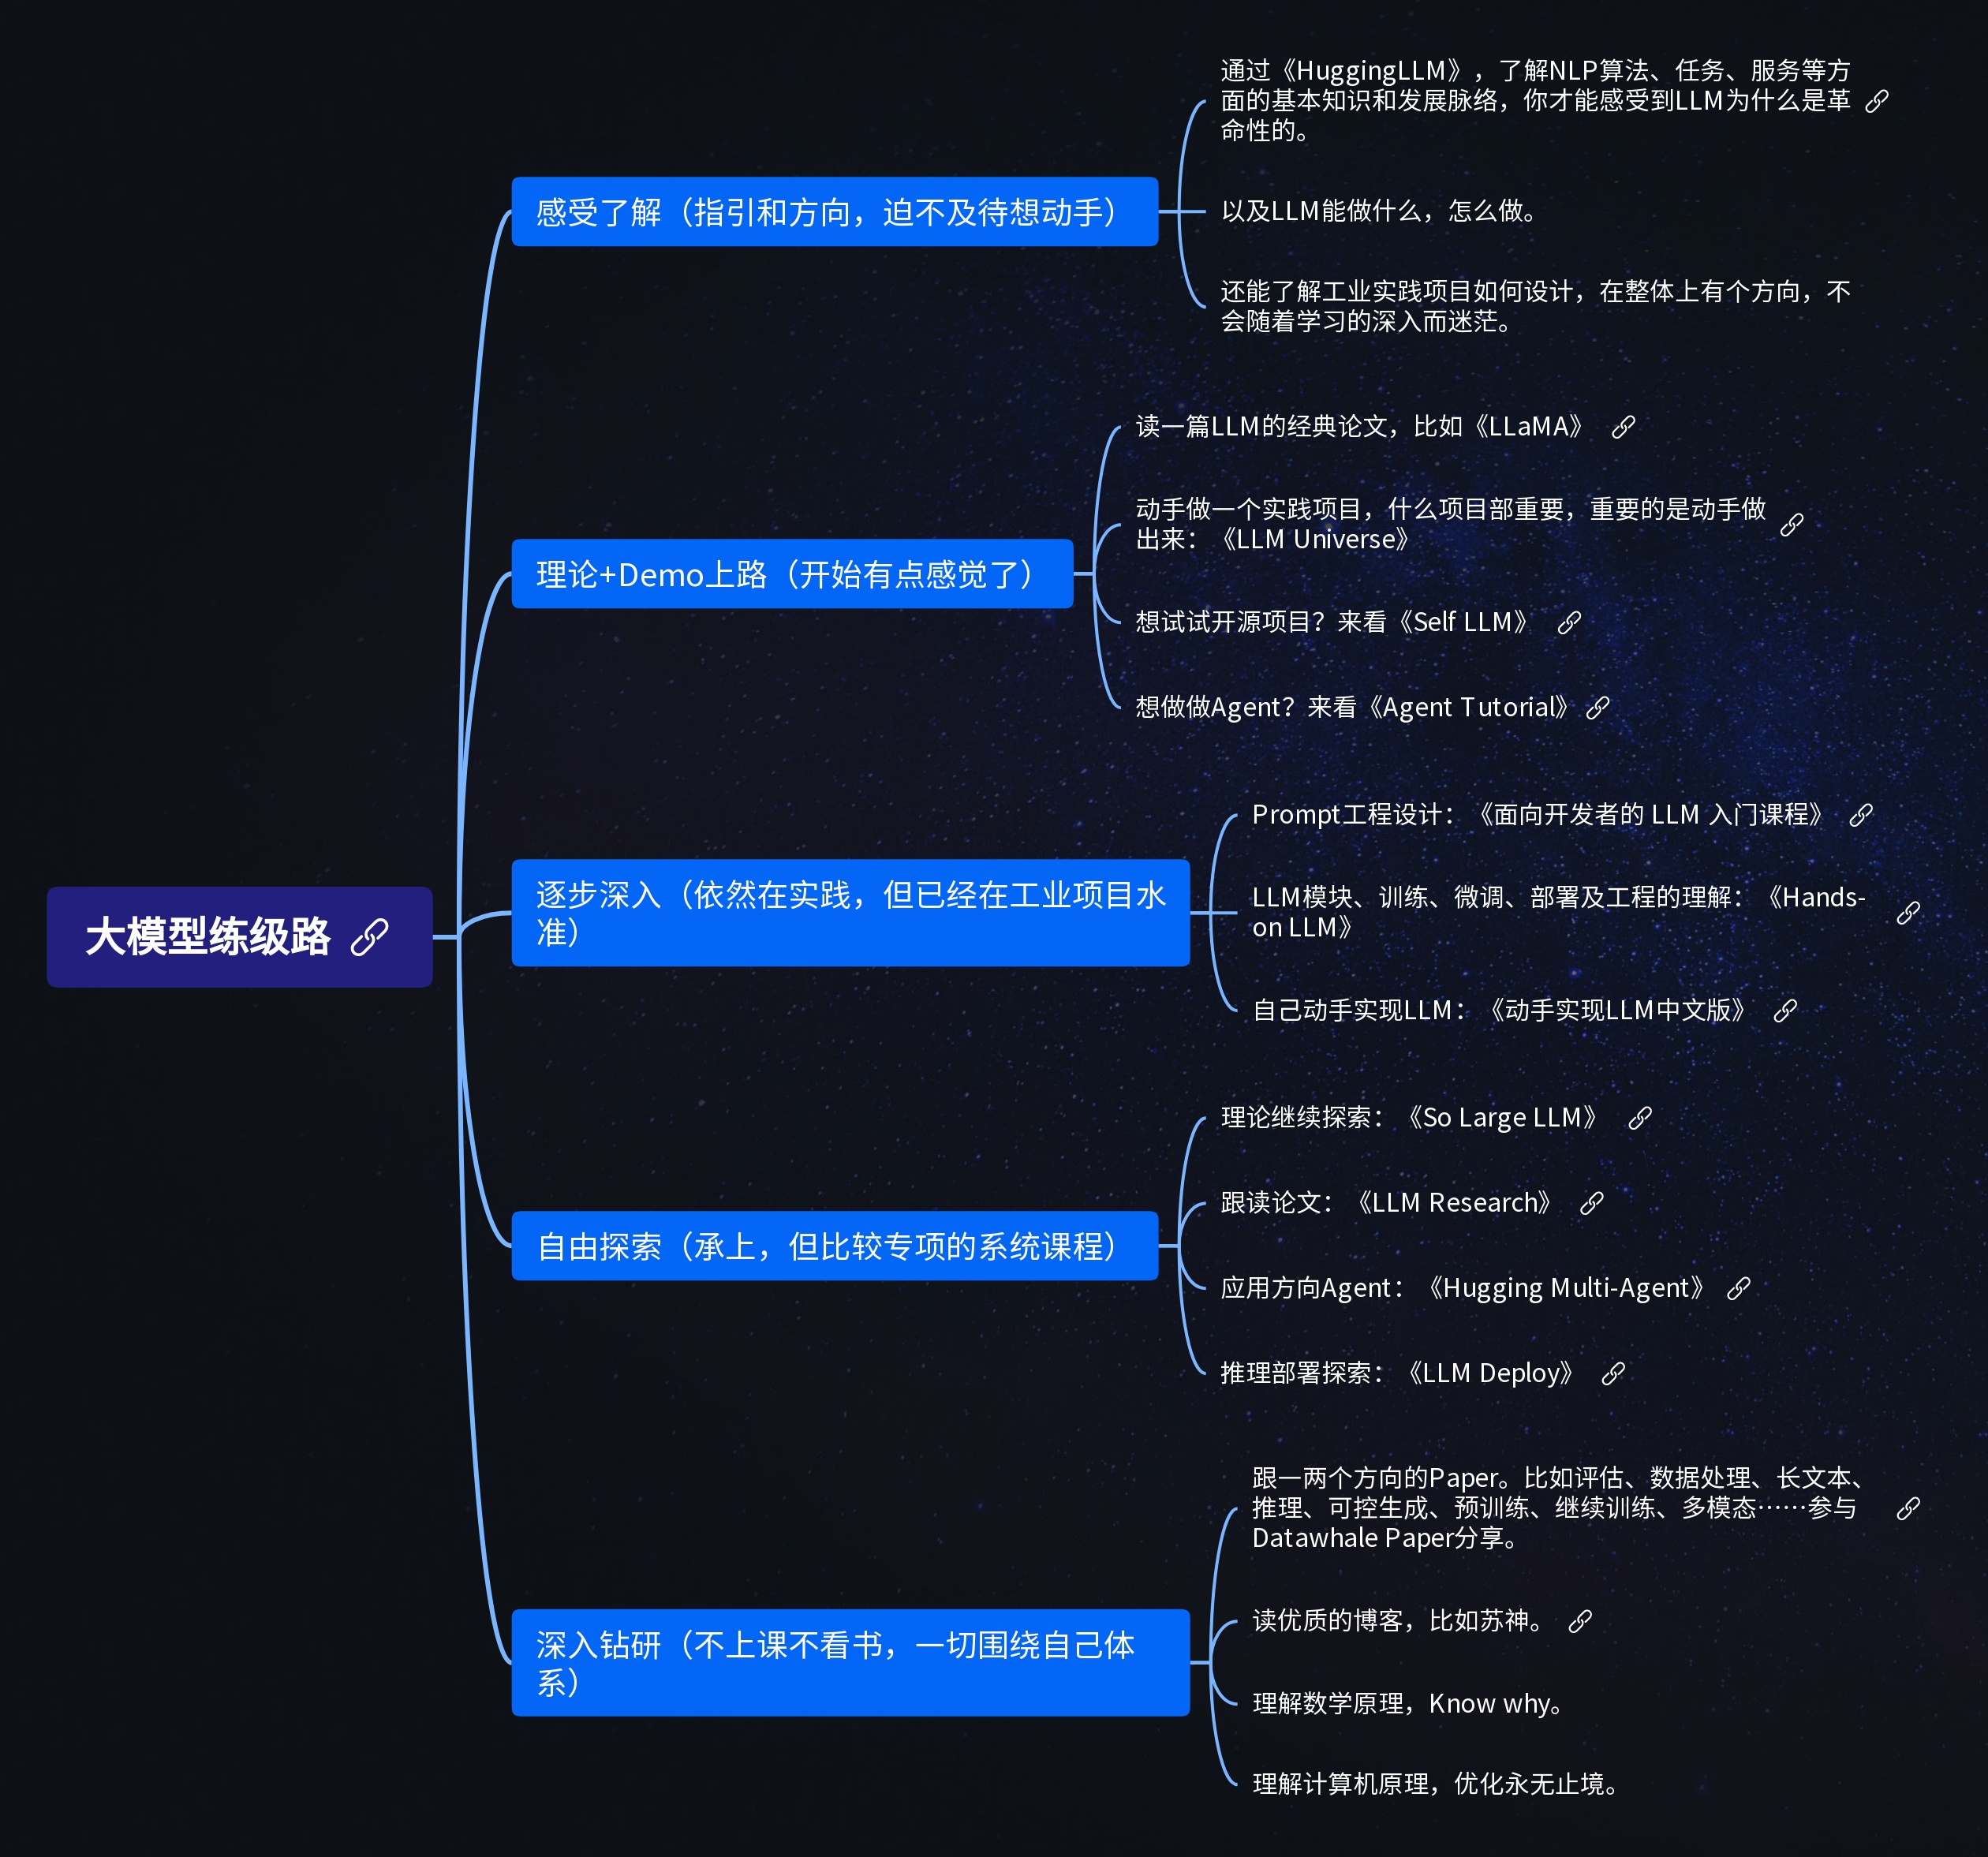 通过《HuggingLLM》，了解NLP算法、任务、服务等方
面的基本知识和发展脉络，你才能感受到LLM为什么是革
命性的。
感受了解（指引和方向，迫不及待想动手）
以及LLM能做什么，怎么做。
还能了解工业实践项目如何设计，在整体上有个方向，不
会随着学习的深入而迷茫。
读一篇LLM的经典论文，比如《LLaMA》
动手做一个实践项目，什么项目部重要，重要的是动手做
出来：《LLM Universe》
理论+Demo上路（开始有点感觉了）
想试试开源项目？来看《Self LLM》
想做做Agent？来看《Agent Tutorial》
Prompt工程设计：《面向开发者的 LLM 入门课程》
逐步深入（依然在实践，但已经在工业项目水
准）
LLM模块、训练、微调、部署及工程的理解：《Hands-
on LLM》
大模型练级路
自己动手实现LLM：《动手实现LLM中文版》
理论继续探索：《So Large LLM》
跟读论文：《LLM Research》
自由探索（承上，但比较专项的系统课程）
应用方向Agent：《Hugging Multi-Agent》
推理部署探索：《LLM Deploy》
跟一两个方向的Paper。比如评估、数据处理、长文本、
推理、可控生成、预训练、继续训练、多模态……参与
Datawhale Paper分享。
读优质的博客，比如苏神。
深入钻研（不上课不看书，一切围绕自己体
系）
理解数学原理，Know why。
理解计算机原理，优化永无止境。